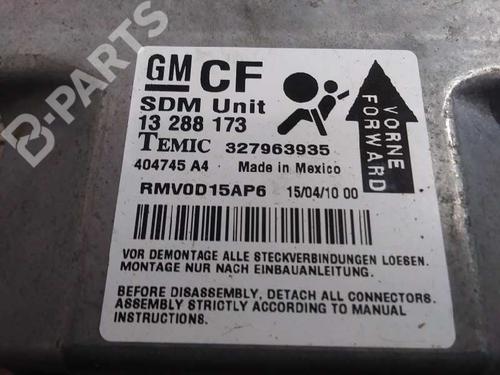 B-PARTS
GM CF
SDM Unit
13 288 173
TEMIC 327963935
404745 A4 Made in Mexico
RMV0D15AP6 15/04/10 00
VORNE
FORWARD
VOR DEMONTAGE ALLE STECKVERBINDUNGEN LOESEN.
MONTAGE NUR NACH EINBAUANLEITUNG.
BEFORE DISASSEMBLY, DETACH ALL CONNECTORS.
ASSEMBLY STRICTLY ACCORDING TO MANUAL
INSTRUCTIONS.